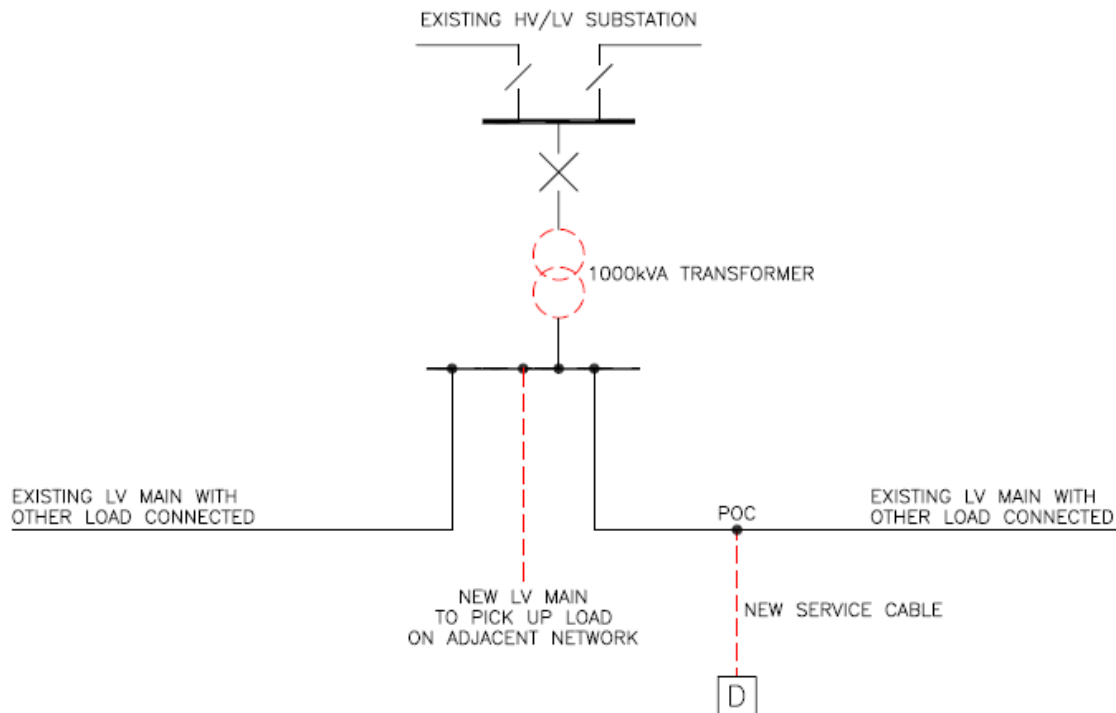 EXISTING HV/LV SUBSTATION
1000kVA TRANSFORMER
EXISTING LV MAIN WITH
OTHER LOAD CONNECTED
POC
EXISTING LV MAIN WITH
OTHER LOAD CONNECTED
NEW LV MAIN
TO PICK UP LOAD
ON ADJACENT NETWORK
NEW SERVICE CABLE
D